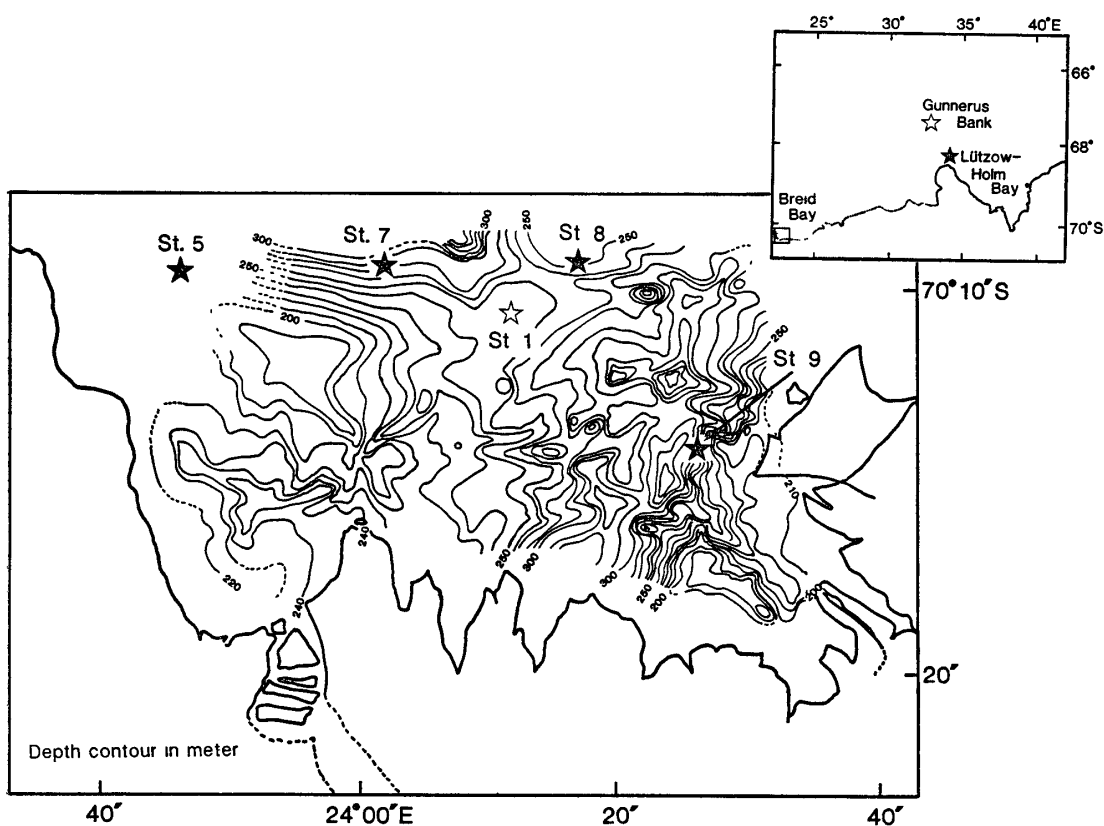 25° 30° 35° 40°E
66°
Gunnerus
Bank
68°
Lützow-
Holm
Bay
Breid
Bay
70°S
St. 5
St. 7
St 8
300
300
250
250
250
200
St 1
70°10″S
250
St 9
210
240
250
300
220
240
300
250
200
200
20″
Depth contour in meter
40″ 24°00′E 20″ 40″